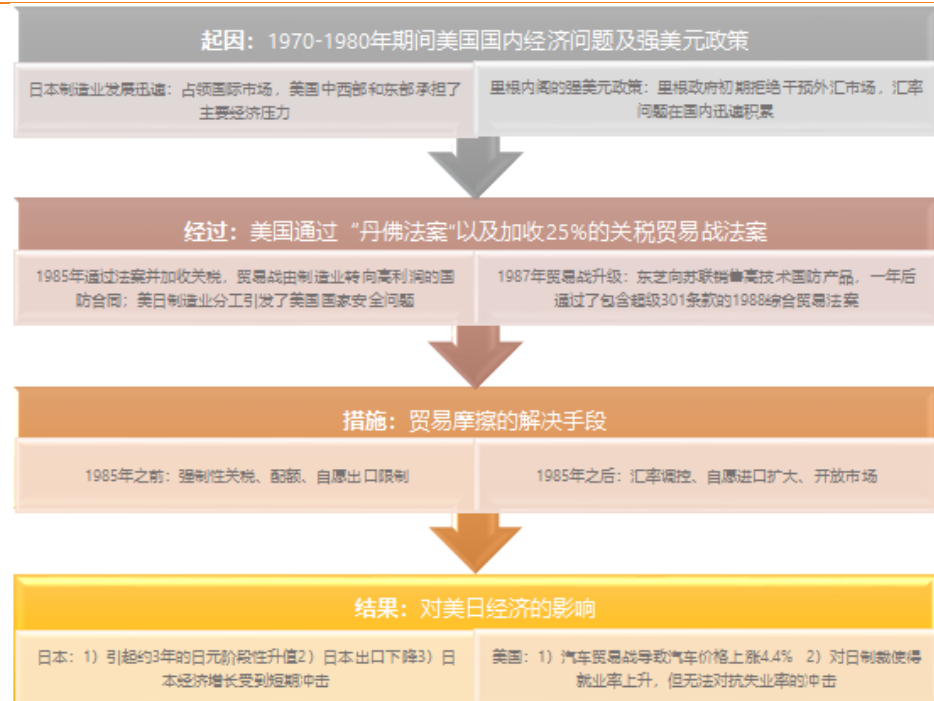 起因：1970-1980年期间美国国内经济问题及强美元政策
日本制造业发展迅速：占领国际市场，美国中西部和东部承担了
主要经济压力
里根内阁的强美元政策：里根政府初期拒绝干预外汇市场，汇率
问题在国内迅速积累
经过：美国通过“丹佛法案“以及加收25%的关税贸易战法案
1985年通过法案并加收关税，贸易战由制造业转向高利润的国
防合同；美日制造业分工引发了美国国家安全问题
1987年贸易战升级：东芝向苏联销售高技术国防产品，一年后
通过了包含超级301条款的1988综合贸易法案
措施：贸易摩擦的解决手段
1985年之前：强制性关税、配额、自愿出口限制
1985年之后：汇率调控、自愿进口扩大、开放市场
结果：对美日经济的影响
日本：1）引起约3年的日元阶段性升值2）日本出口下降3）日
本经济增长受到短期冲击
美国：1）汽车贸易战导致汽车价格上涨4.4% 2）对日制裁使得
就业率上升，但无法对抗失业率的冲击